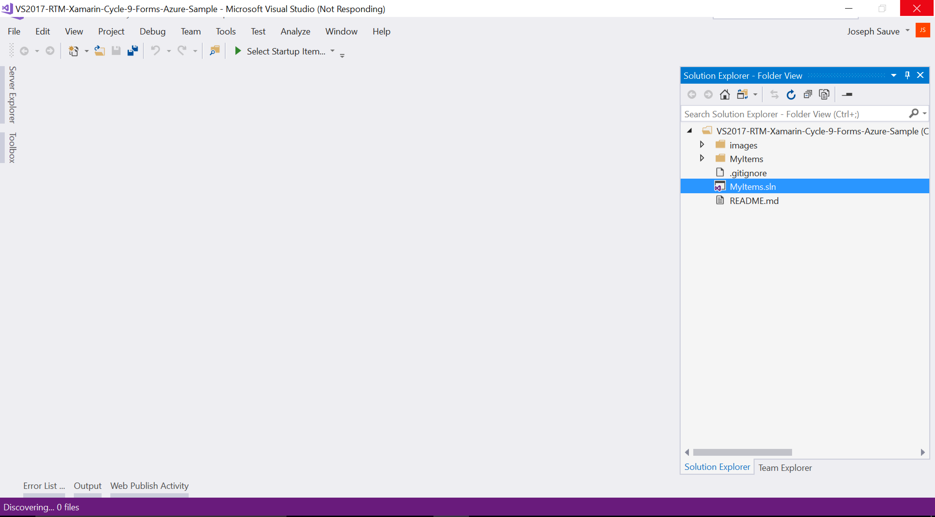 VS2017-RTM-Xamarin-Cycle-9-Forms-Azure-Sample - Microsoft Visual Studio (Not Responding)
File Edit View Project Debug Team Tools Test Analyze Window Help
Joseph Sauve
JS
Select Startup Item...
Server Explorer
Toolbox
Solution Explorer - Folder View
Search Solution Explorer - Folder View (Ctrl+;)
VS2017-RTM-Xamarin-Cycle-9-Forms-Azure-Sample (C
images
MyItems
.gitignore
MyItems.sln
README.md
Solution Explorer Team Explorer
Error List ... Output Web Publish Activity
Discovering... 0 files